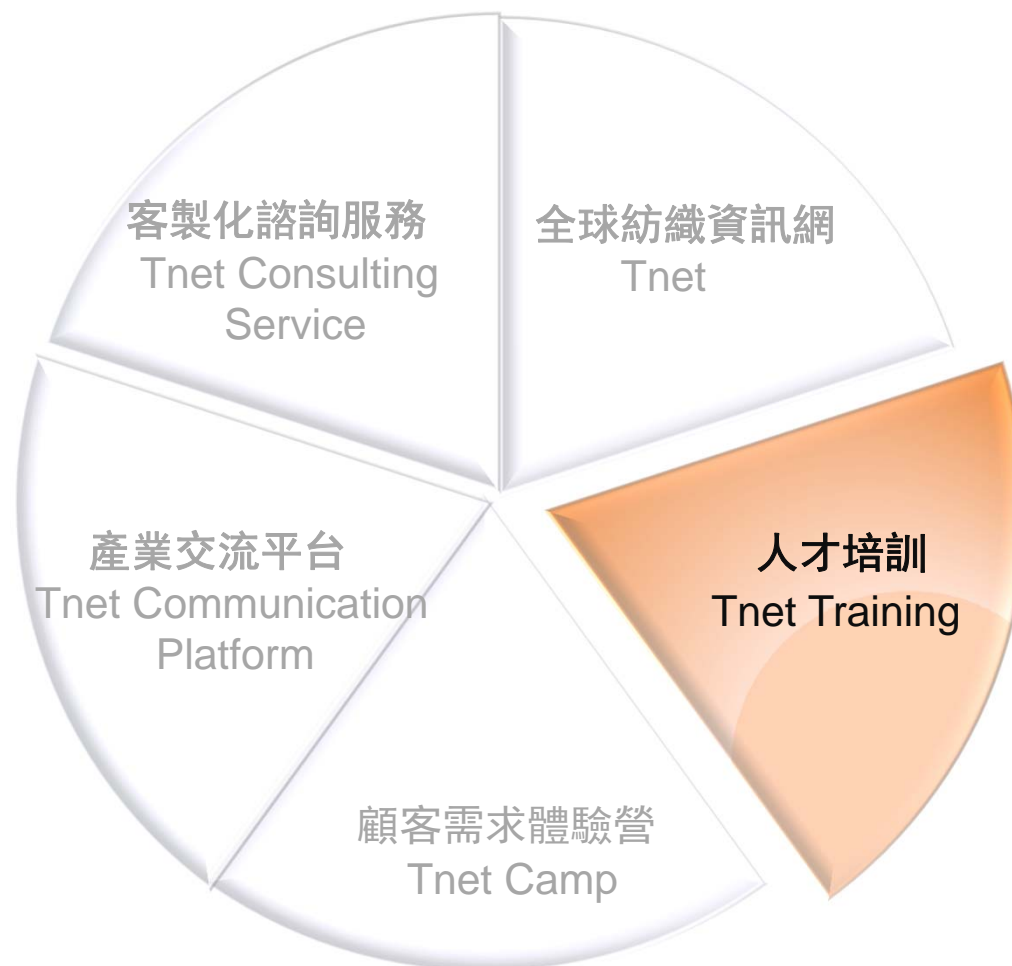 客製化諮詢服務
Tnet Consulting
Service
全球紡織資訊網
Tnet
人才培訓
Tnet Training
顧客需求體驗營
Tnet Camp
產業交流平台
Tnet Communication
Platform